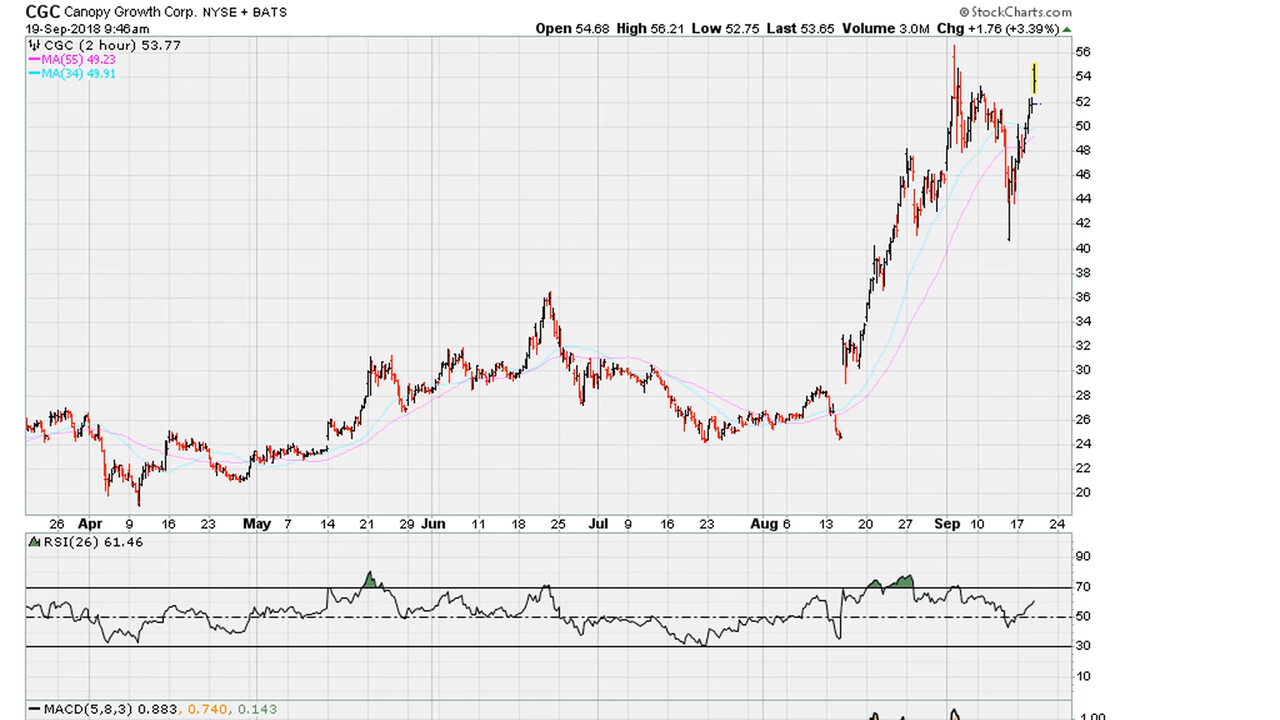 CGC Canopy Growth Corp. NYSE + BATS
© StockCharts.com
19-Sep-2018 9:46am
Open 54.68 High 56.21 Low 52.75 Last 53.65 Volume 3.0M Chg +1.76 (+3.39%)
CGC (2 hour) 53.77
MA(55) 49.23
MA(34) 49.91
56
54
52
50
48
46
44
42
40
38
36
34
32
30
28
26
24
22
20
26 Apr 9 16 23 May 7 14 21 29 Jun 11 18 25 Jul 9 16 23 Aug 6 13 20 27 Sep 10 17 24
RSI(26) 61.46
90
70
50
30
10
MACD(5,8,3) 0.883, 0.740, 0.143
1.00